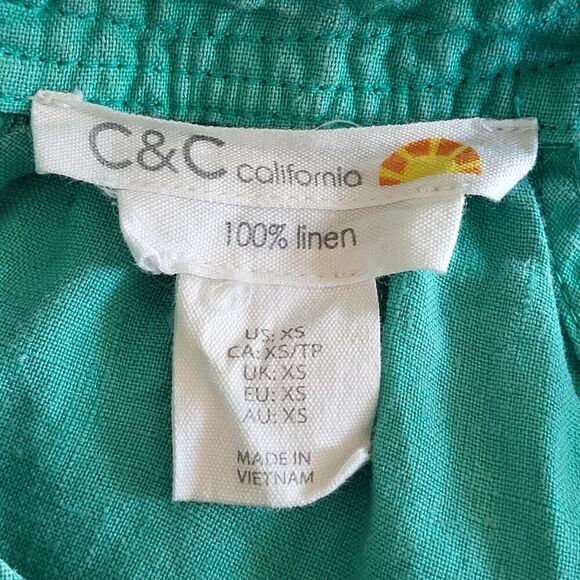 C&C california
100% linen
US: XS
CA: XS/TP
UK: XS
EU: XS
AU: XS
MADE IN
VIETNAM